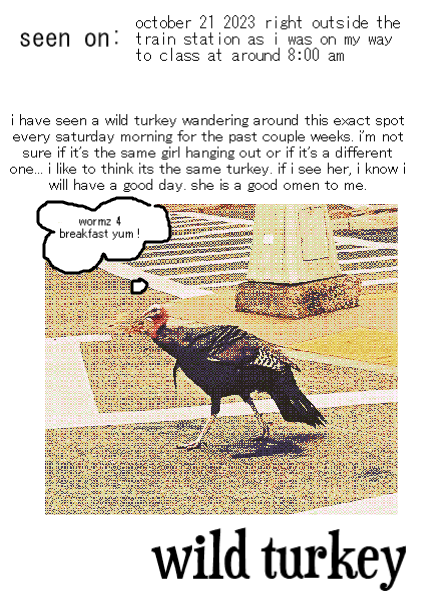 seen on:
october 21 2023 right outside the
train station as i was on my way
to class at around 8:00 am
i have seen a wild turkey wandering around this exact spot
every saturday morning for the past couple weeks. i'm not
sure if it's the same girl hanging out or if it's a different
one... i like to think its the same turkey. if i see her, i know i
will have a good day. she is a good omen to me.
wormz 4
breakfast yum !
wild turkey